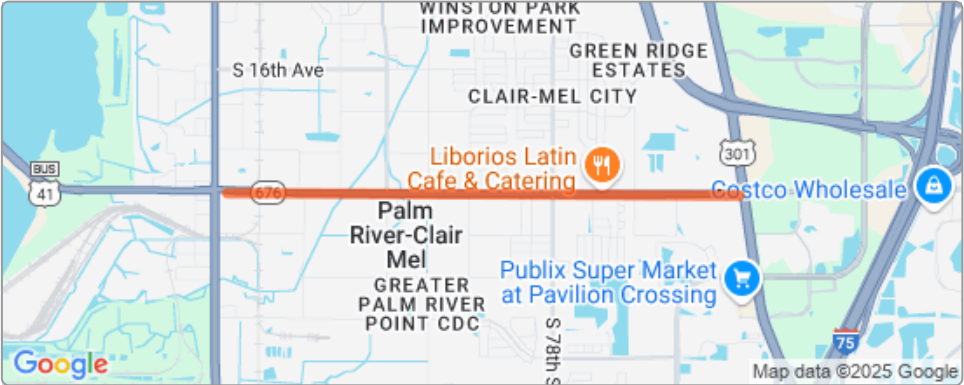 WINSTON PARK
IMPROVEMENT
GREEN RIDGE
ESTATES
S 16th Ave
CLAIR-MEL CITY
Liborios Latin
Cafe & Catering
301
BUS
41
676
Costco Wholesale
Palm
River-Clair
Mel
Publix Super Market
at Pavilion Crossing
GREATER
PALM RIVER
POINT CDC
S 78th S
75
Google
Map data ©2025 Google